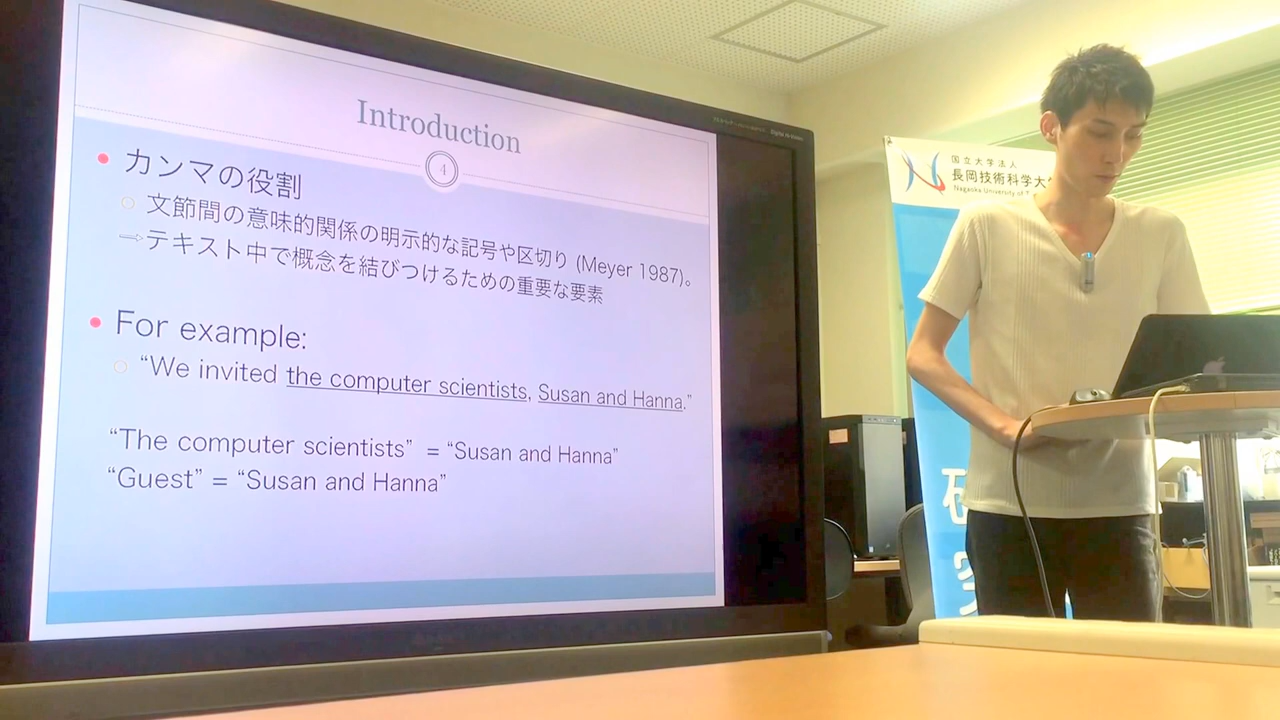 Introduction
4
カンマの役割
文節間の意味的関係の明示的な記号や区切り (Meyer 1987)。
⇒テキスト中で概念を結びつけるための重要な要素
For example:
“We invited the computer scientists, Susan and Hanna.”
“The computer scientists” = “Susan and Hanna”
“Guest” = “Susan and Hanna”
国立大学法人
長岡技術科学大
Nagaoka University of